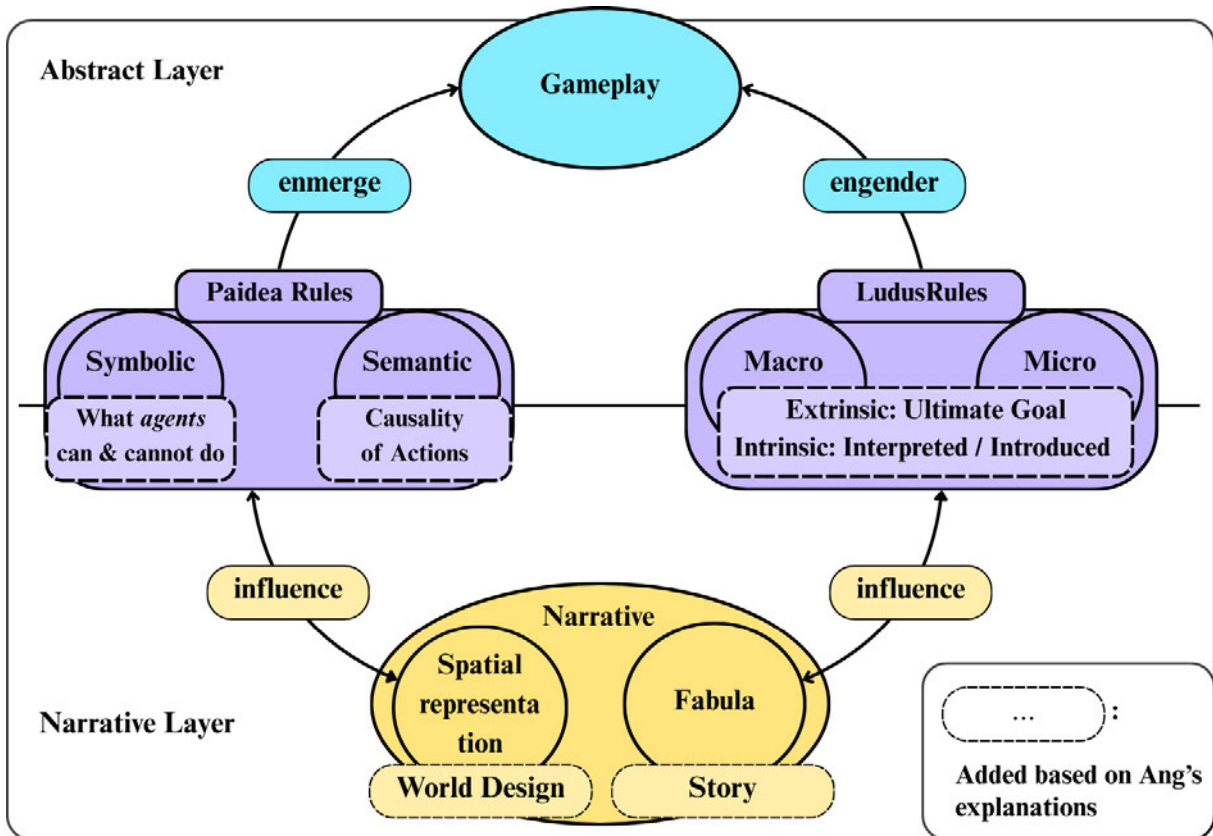 Abstract Layer
Gameplay
enmerge
engender
Paidea Rules
LudusRules
Symbolic
Semantic
Macro
Micro
What agents
can & cannot do
Causality
of Actions
Extrinsic: Ultimate Goal
Intrinsic: Interpreted / Introduced
influence
influence
Narrative
Spatial
representa
tion
Fabula
World Design
Story
Narrative Layer
... :
Added based on Ang's
explanations